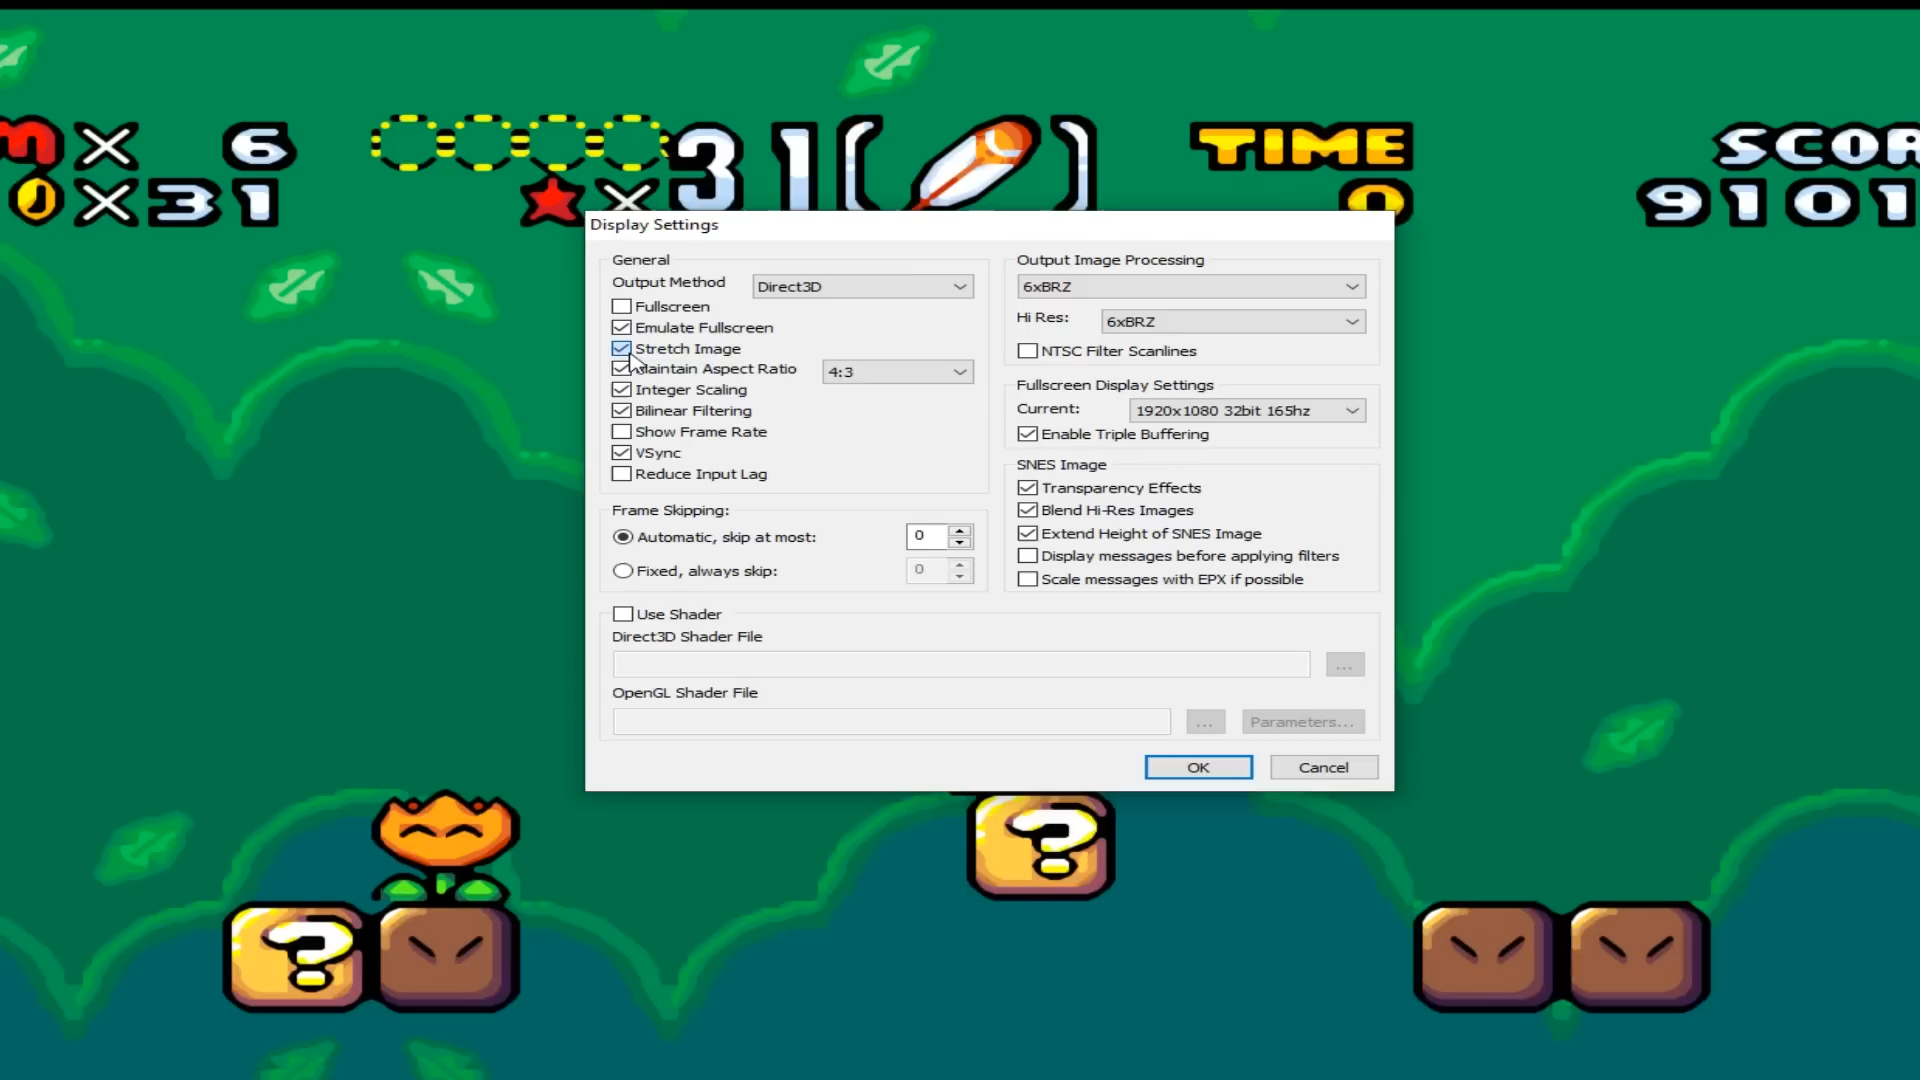 m X 6 31 ( ) TIME SCOR
X 31 X 0 9101
Display Settings
General
Output Method Direct3D
Fullscreen
Emulate Fullscreen
Stretch Image
Maintain Aspect Ratio 4:3
Integer Scaling
Bilinear Filtering
Show Frame Rate
VSync
Reduce Input Lag
Frame Skipping:
Automatic, skip at most: 0
Fixed, always skip: 0
Output Image Processing
6xBRZ
Hi Res: 6xBRZ
NTSC Filter Scanlines
Fullscreen Display Settings
Current: 1920x1080 32bit 165hz
Enable Triple Buffering
SNES Image
Transparency Effects
Blend Hi-Res Images
Extend Height of SNES Image
Display messages before applying filters
Scale messages with EPX if possible
Use Shader
Direct3D Shader File
...
OpenGL Shader File
... Parameters...
OK Cancel
?
?